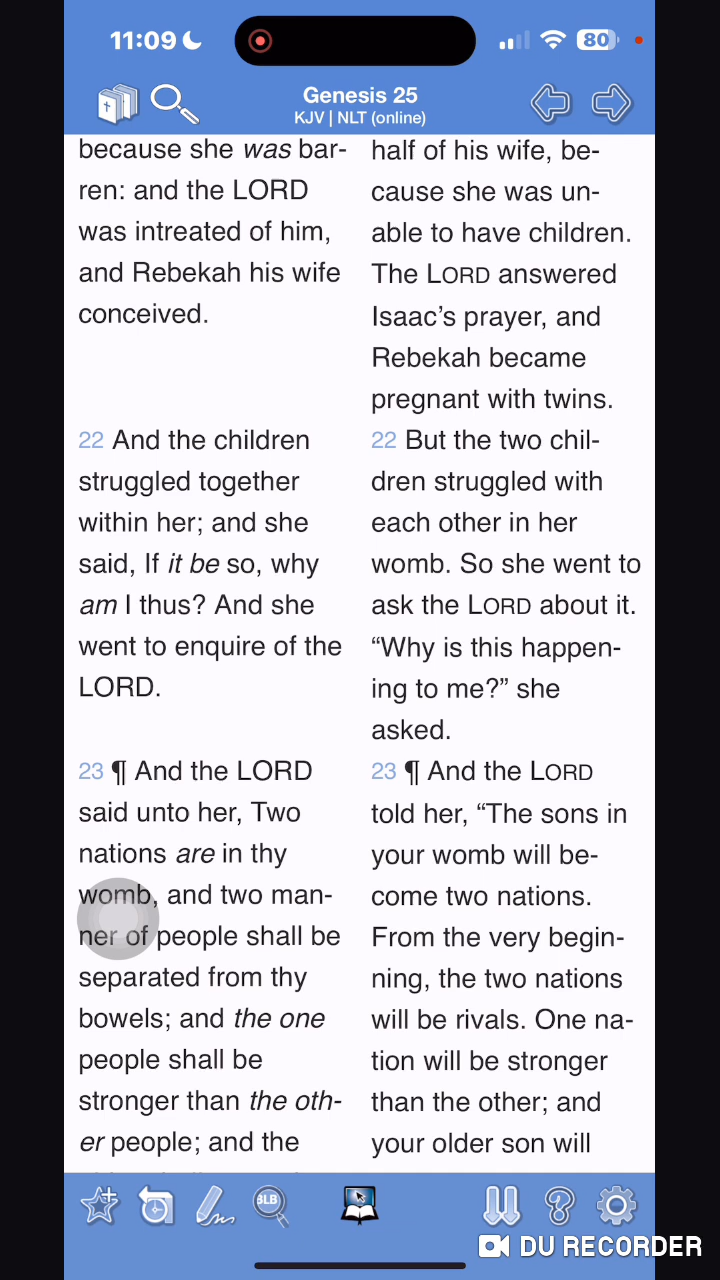 11:09
80
Genesis 25
KJV | NLT (online)
because she was bar-
ren: and the LORD
was intreated of him,
and Rebekah his wife
conceived.
22 And the children
struggled together
within her; and she
said, If it be so, why
am I thus? And she
went to enquire of the
LORD.
23 ¶ And the LORD
said unto her, Two
nations are in thy
womb, and two man-
ner of people shall be
separated from thy
bowels; and the one
people shall be
stronger than the oth-
er people; and the
half of his wife, be-
cause she was un-
able to have children.
The LORD answered
Isaac’s prayer, and
Rebekah became
pregnant with twins.
22 But the two chil-
dren struggled with
each other in her
womb. So she went to
ask the LORD about it.
“Why is this happen-
ing to me?” she
asked.
23 ¶ And the LORD
told her, “The sons in
your womb will be-
come two nations.
From the very begin-
ning, the two nations
will be rivals. One na-
tion will be stronger
than the other; and
your older son will
BLB
DU RECORDER